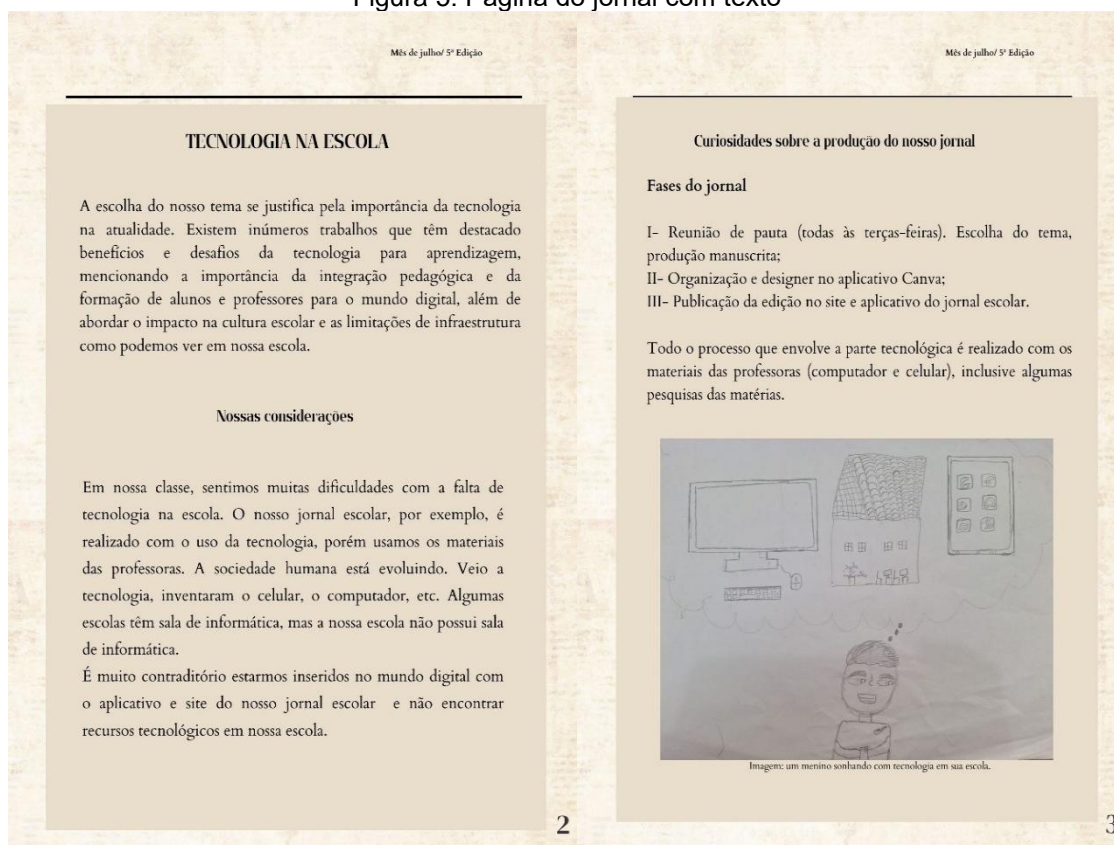 Figura 5. Página do jornal com texto
Mês de julho/ 5ª Edição
TECNOLOGIA NA ESCOLA
A escolha do nosso tema se justifica pela importância da tecnologia
na atualidade. Existem inúmeros trabalhos que têm destacado
benefícios e desafios da tecnologia para aprendizagem,
mencionando a importância da integração pedagógica e da
formação de alunos e professores para o mundo digital, além de
abordar o impacto na cultura escolar e as limitações de infraestrutura
como podemos ver em nossa escola.
Nossas considerações
Em nossa classe, sentimos muitas dificuldades com a falta de
tecnologia na escola. O nosso jornal escolar, por exemplo, é
realizado com o uso da tecnologia, porém usamos os materiais
das professoras. A sociedade humana está evoluindo. Veio a
tecnologia, inventaram o celular, o computador, etc. Algumas
escolas têm sala de informática, mas a nossa escola não possui sala
de informática.
É muito contraditório estarmos inseridos no mundo digital com
o aplicativo e site do nosso jornal escolar e não encontrar
recursos tecnológicos em nossa escola.
2
Mês de julho/ 5ª Edição
Curiosidades sobre a produção do nosso jornal
Fases do jornal
I- Reunião de pauta (todas às terças-feiras). Escolha do tema,
produção manuscrita;
II- Organização e designer no aplicativo Canva;
III- Publicação da edição no site e aplicativo do jornal escolar.
Todo o processo que envolve a parte tecnológica é realizado com os
materiais das professoras (computador e celular), inclusive algumas
pesquisas das matérias.
Imagem: um menino sonhando com tecnologia em sua escola.
3